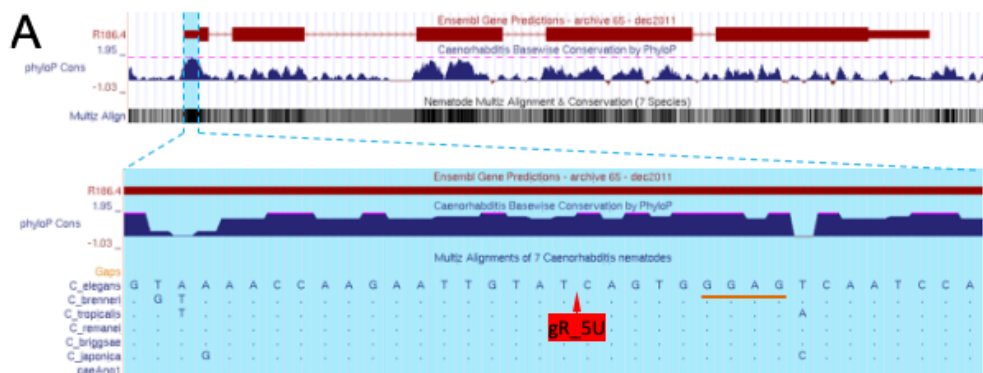 A
Ensembl Gene Predictions - archive 65 - dec2011
R186.4
1.95 _
Caenorhabditis Basewise Conservation by PhyloP
phyloP Cons
-1.03 _
Nematode Multiz Alignment & Conservation (7 Species)
Multiz Align
Ensembl Gene Predictions - archive 65 - dec2011
R186.4
1.95 _
Caenorhabditis Basewise Conservation by PhyloP
phyloP Cons
-1.03 _
Multiz Alignments of 7 Caenorhabditis nematodes
Gaps
C_elegans G T A A A A C C A A G A A T T G T A T C A G T G G G A G T C A A T C C A
C_brenneri . G T . . . . . . . . . . . . . . . . . . . . . . . . . . . . . . . . .
C_tropicalis . . T . . . . . . . . . . . . . . . . . . . . . . . . . A . . . . . . .
C_remanei
gR_5U
C_briggsae
C_japonica . . . G . . . . . . . . . . . . . . . . . . . . . . . . C . . . . . . .
caeAng1